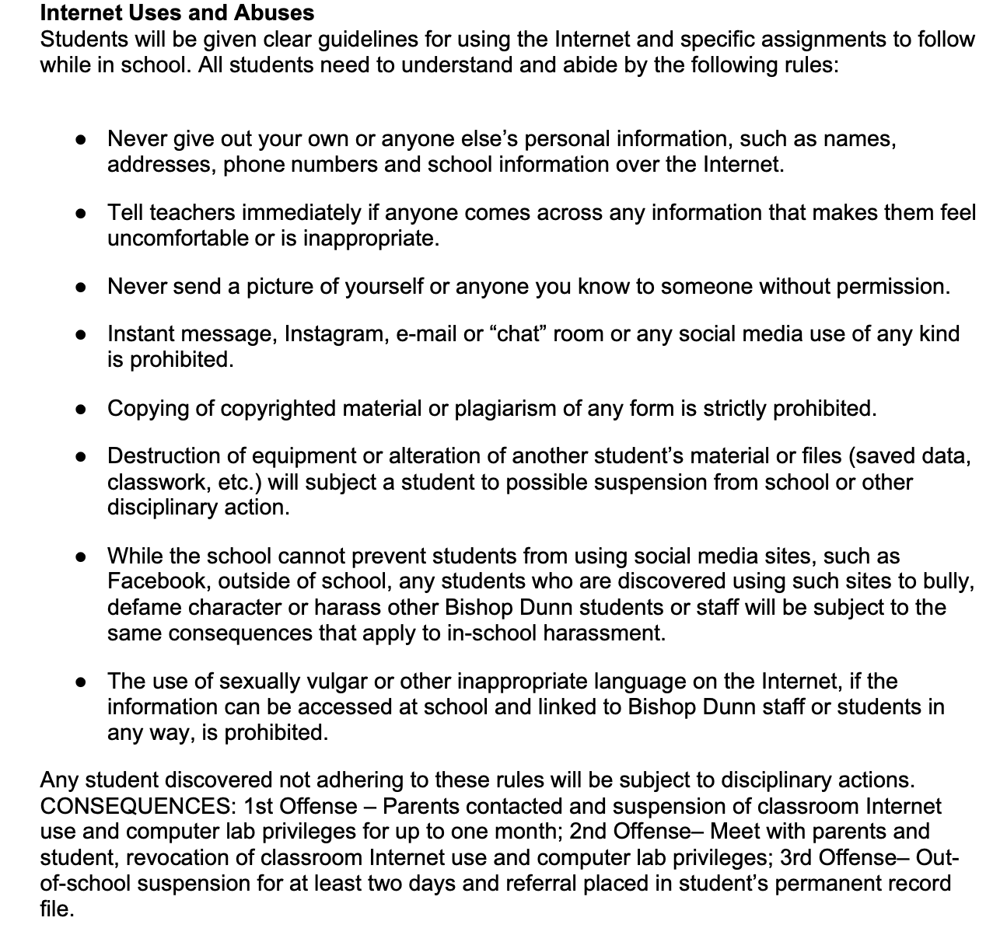 Internet Uses and Abuses
Students will be given clear guidelines for using the Internet and specific assignments to follow
while in school. All students need to understand and abide by the following rules:
● Never give out your own or anyone else’s personal information, such as names,
addresses, phone numbers and school information over the Internet.
● Tell teachers immediately if anyone comes across any information that makes them feel
uncomfortable or is inappropriate.
● Never send a picture of yourself or anyone you know to someone without permission.
● Instant message, Instagram, e-mail or “chat” room or any social media use of any kind
is prohibited.
● Copying of copyrighted material or plagiarism of any form is strictly prohibited.
● Destruction of equipment or alteration of another student’s material or files (saved data,
classwork, etc.) will subject a student to possible suspension from school or other
disciplinary action.
● While the school cannot prevent students from using social media sites, such as
Facebook, outside of school, any students who are discovered using such sites to bully,
defame character or harass other Bishop Dunn students or staff will be subject to the
same consequences that apply to in-school harassment.
● The use of sexually vulgar or other inappropriate language on the Internet, if the
information can be accessed at school and linked to Bishop Dunn staff or students in
any way, is prohibited.
Any student discovered not adhering to these rules will be subject to disciplinary actions.
CONSEQUENCES: 1st Offense – Parents contacted and suspension of classroom Internet
use and computer lab privileges for up to one month; 2nd Offense– Meet with parents and
student, revocation of classroom Internet use and computer lab privileges; 3rd Offense– Out-
of-school suspension for at least two days and referral placed in student’s permanent record
file.